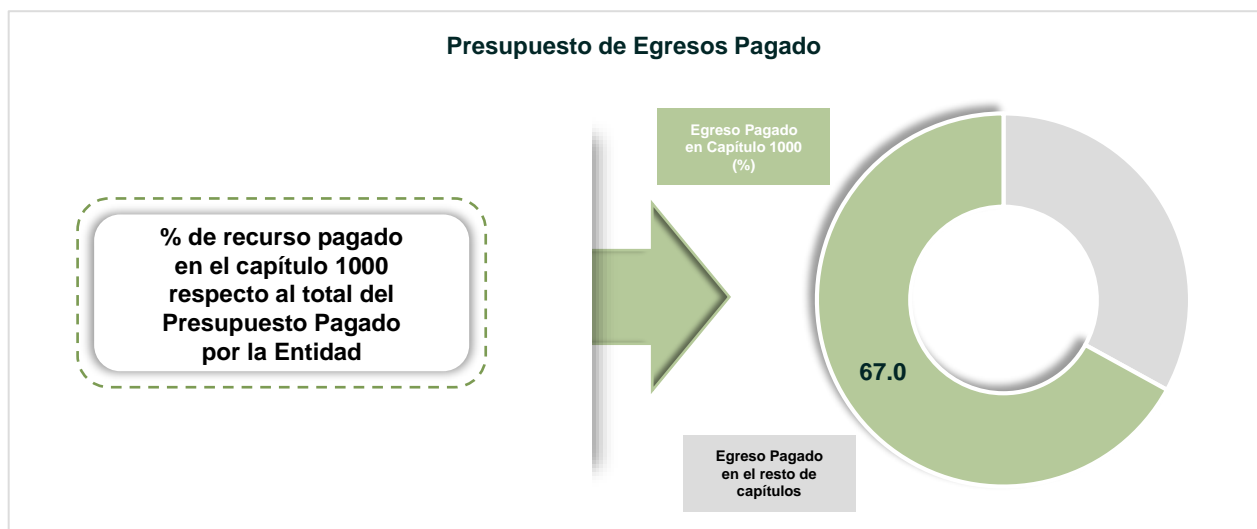 Presupuesto de Egresos Pagado
Egreso Pagado
en Capítulo 1000
(%)
% de recurso pagado
en el capítulo 1000
respecto al total del
Presupuesto Pagado
por la Entidad
67.0
Egreso Pagado
en el resto de
capítulos